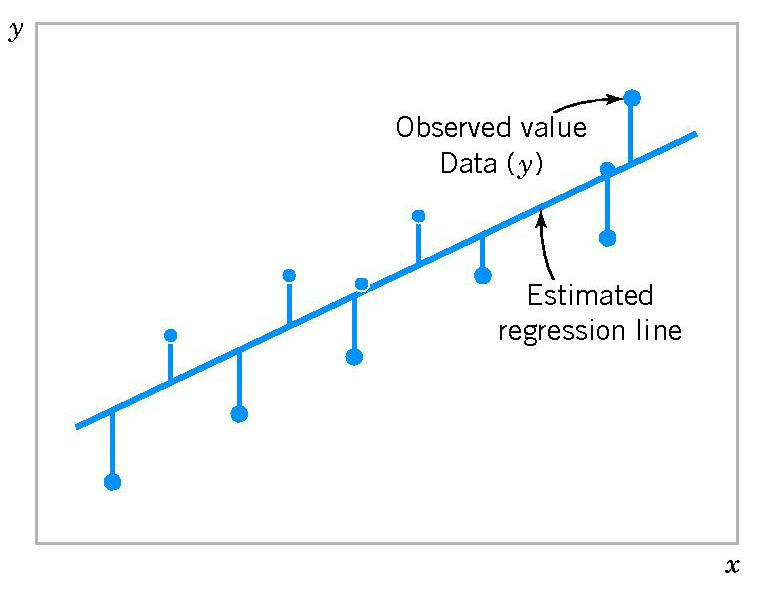 y
Observed value
Data (y)
Estimated
regression line
x